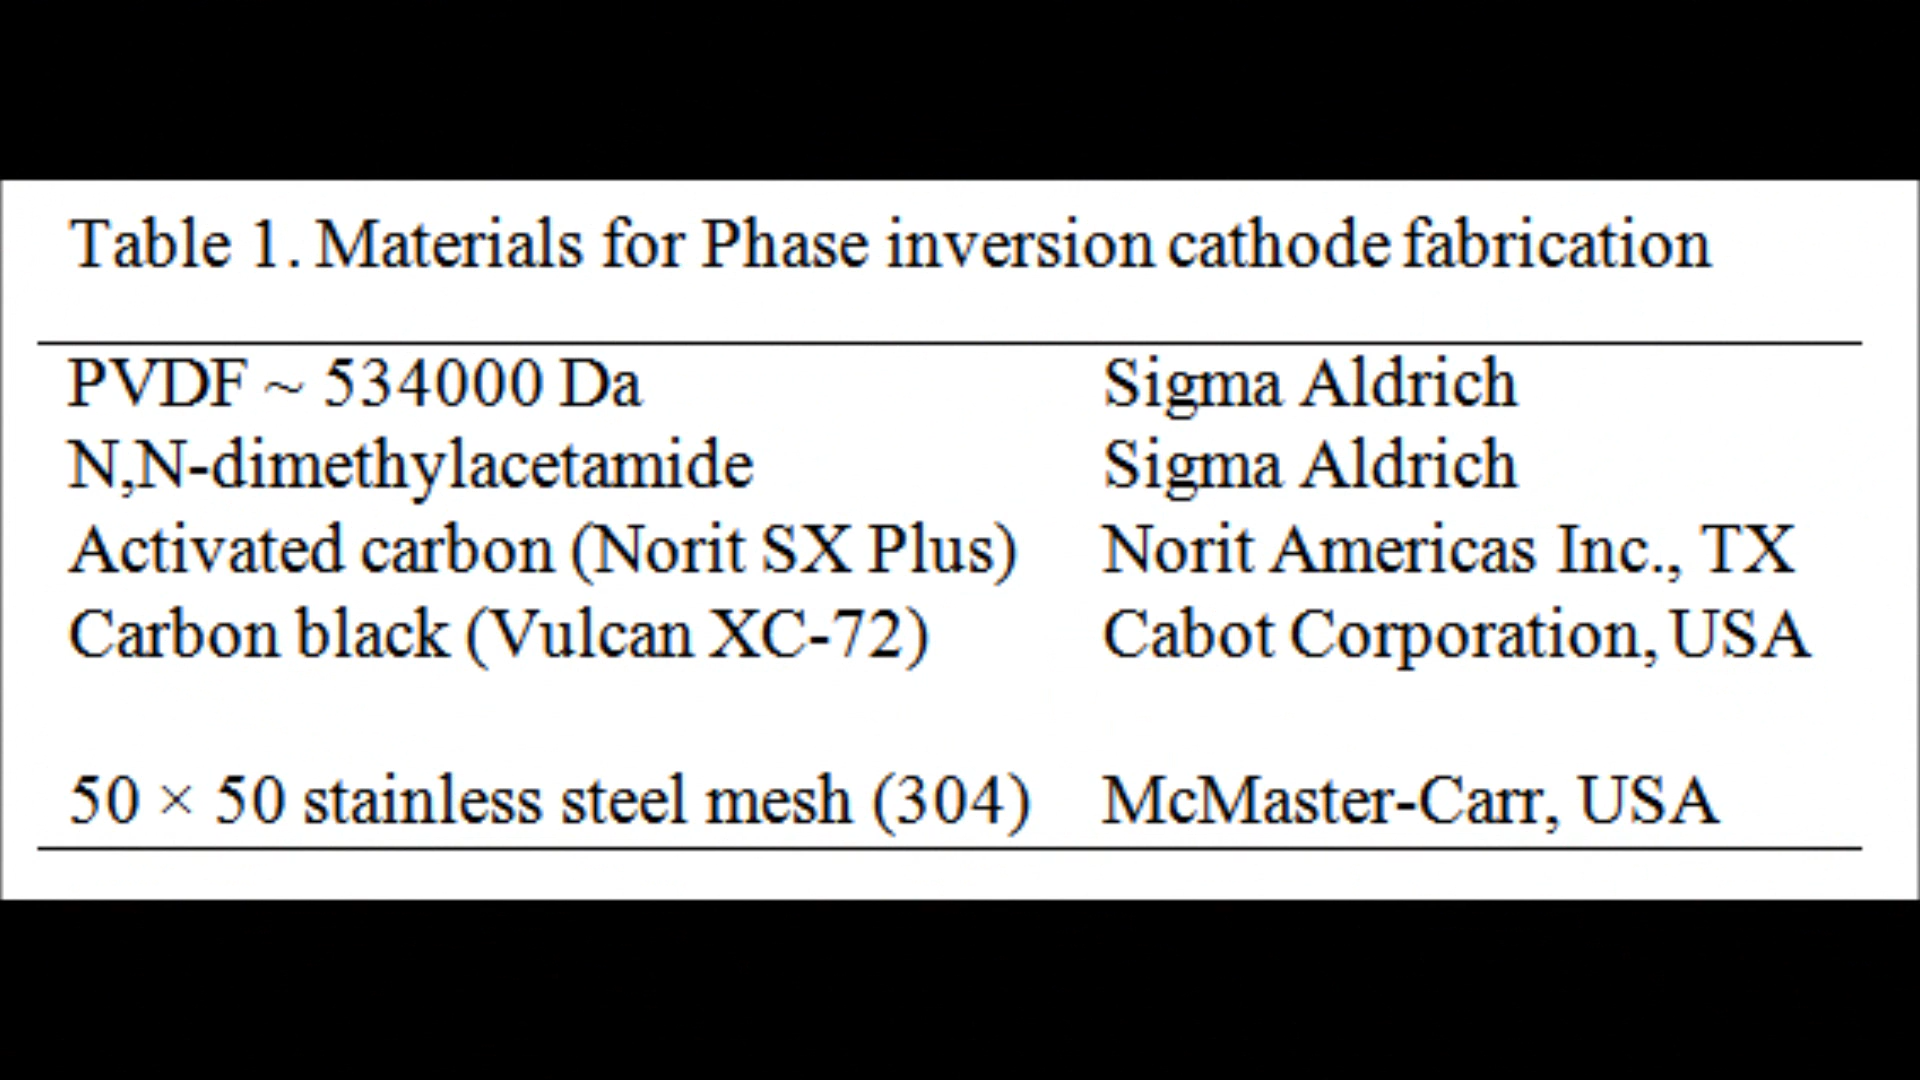 Table 1. Materials for Phase inversion cathode fabrication
PVDF ~ 534000 Da Sigma Aldrich
N,N-dimethylacetamide Sigma Aldrich
Activated carbon (Norit SX Plus) Norit Americas Inc., TX
Carbon black (Vulcan XC-72) Cabot Corporation, USA
50 × 50 stainless steel mesh (304) McMaster-Carr, USA